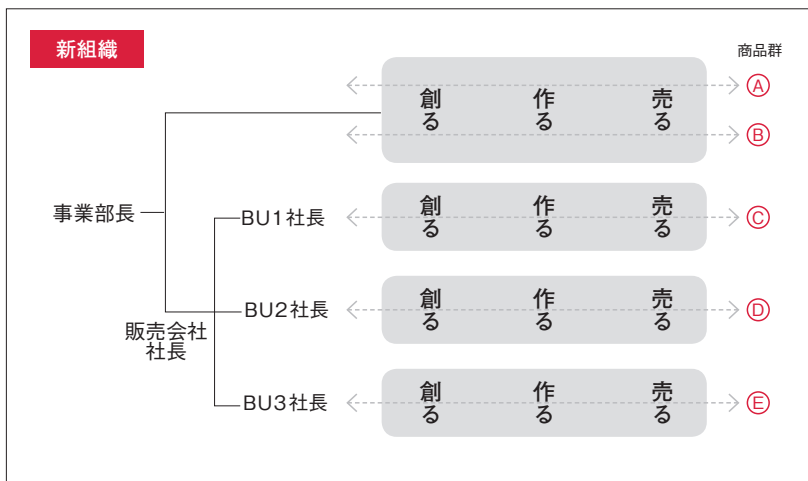 新組織
商品群
創る 作る 売る
A
B
事業部長
BU1社長
創る 作る 売る
C
BU2社長
創る 作る 売る
D
販売会社
社長
BU3社長
創る 作る 売る
E